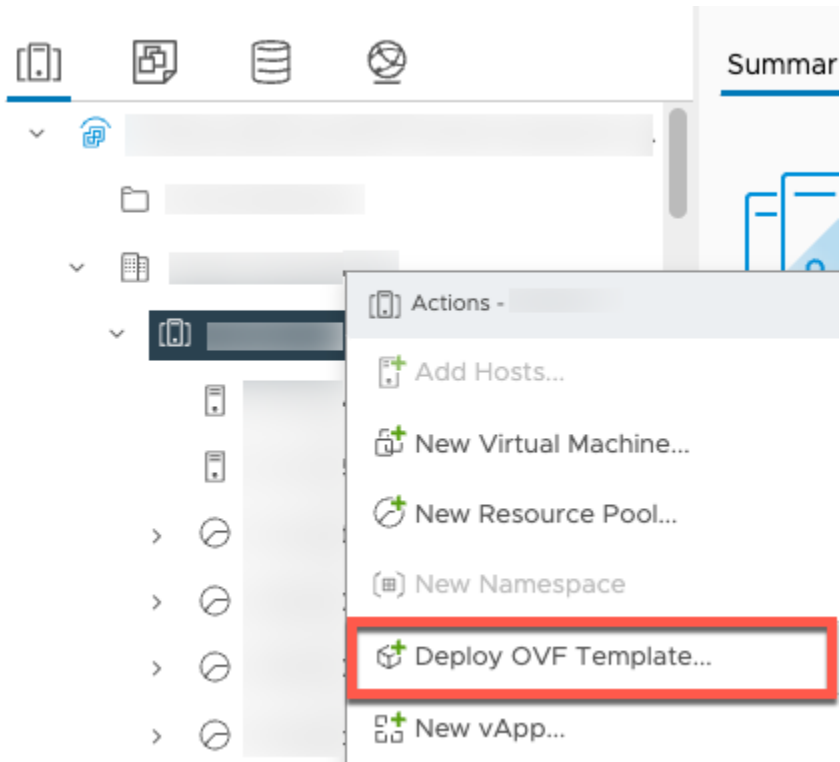 Summar
Actions -
Add Hosts...
New Virtual Machine...
New Resource Pool...
New Namespace
Deploy OVF Template...
New vApp...